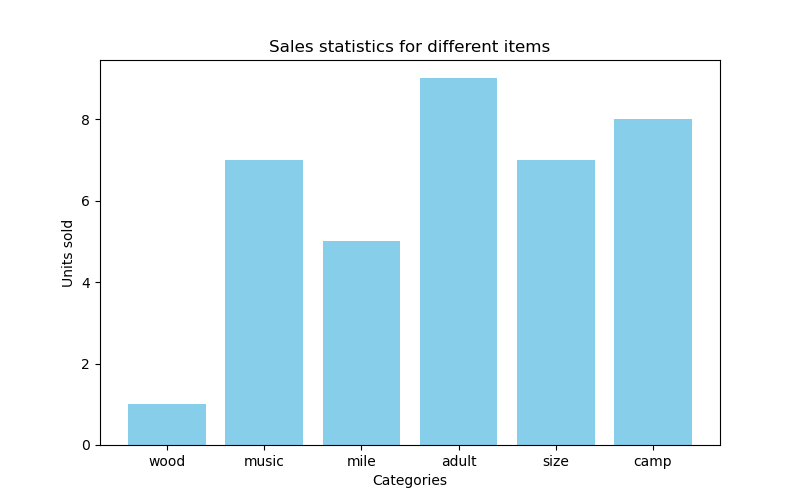 Sales statistics for different items
Units sold
8
6
4
2
0
wood music mile adult size camp
Categories